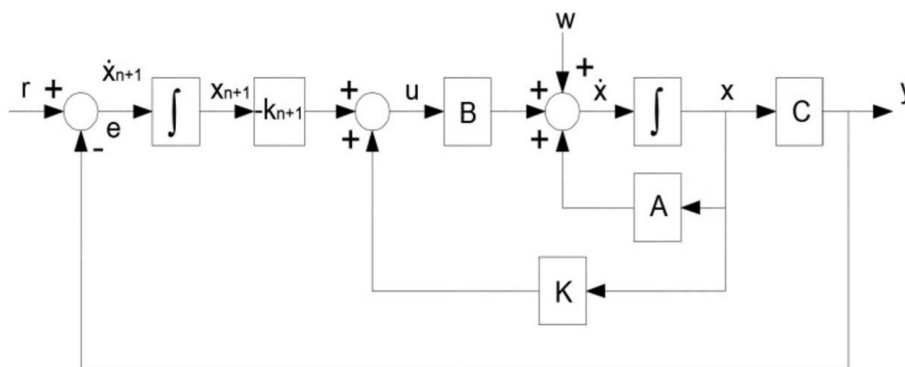 w
r + ẋn+1 ∫ xn+1 -kn+1 + u B + + ẋ ∫ x C y
e + +
-
A
K